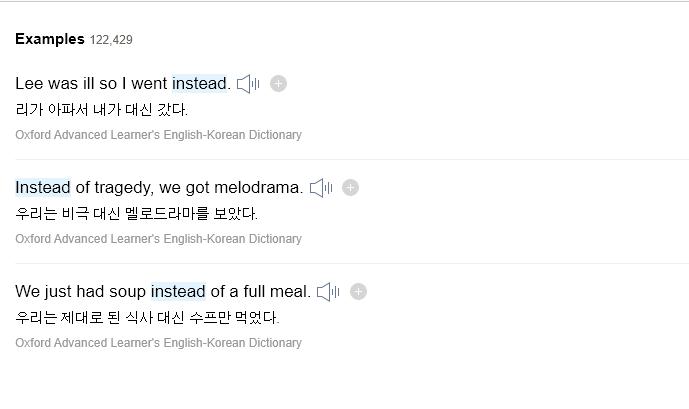 Examples 122,429
Lee was ill so I went instead.
리가 아파서 내가 대신 갔다.
Oxford Advanced Learner's English-Korean Dictionary
Instead of tragedy, we got melodrama.
우리는 비극 대신 멜로드라마를 보았다.
Oxford Advanced Learner's English-Korean Dictionary
We just had soup instead of a full meal.
우리는 제대로 된 식사 대신 수프만 먹었다.
Oxford Advanced Learner's English-Korean Dictionary